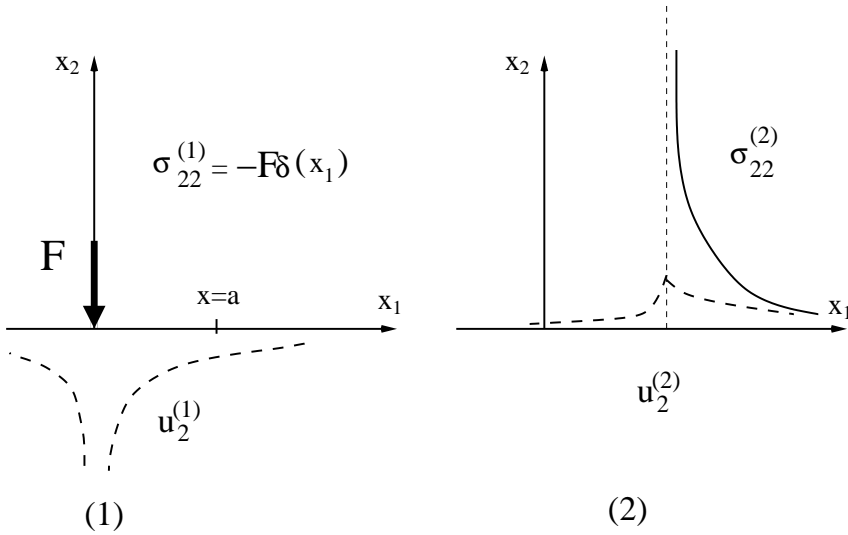 x₂
σ₂₂⁽¹⁾ = −Fδ(x₁)
F
x=a
x₁
u₂⁽¹⁾
(1)
x₂
σ₂₂⁽²⁾
x₁
u₂⁽²⁾
(2)